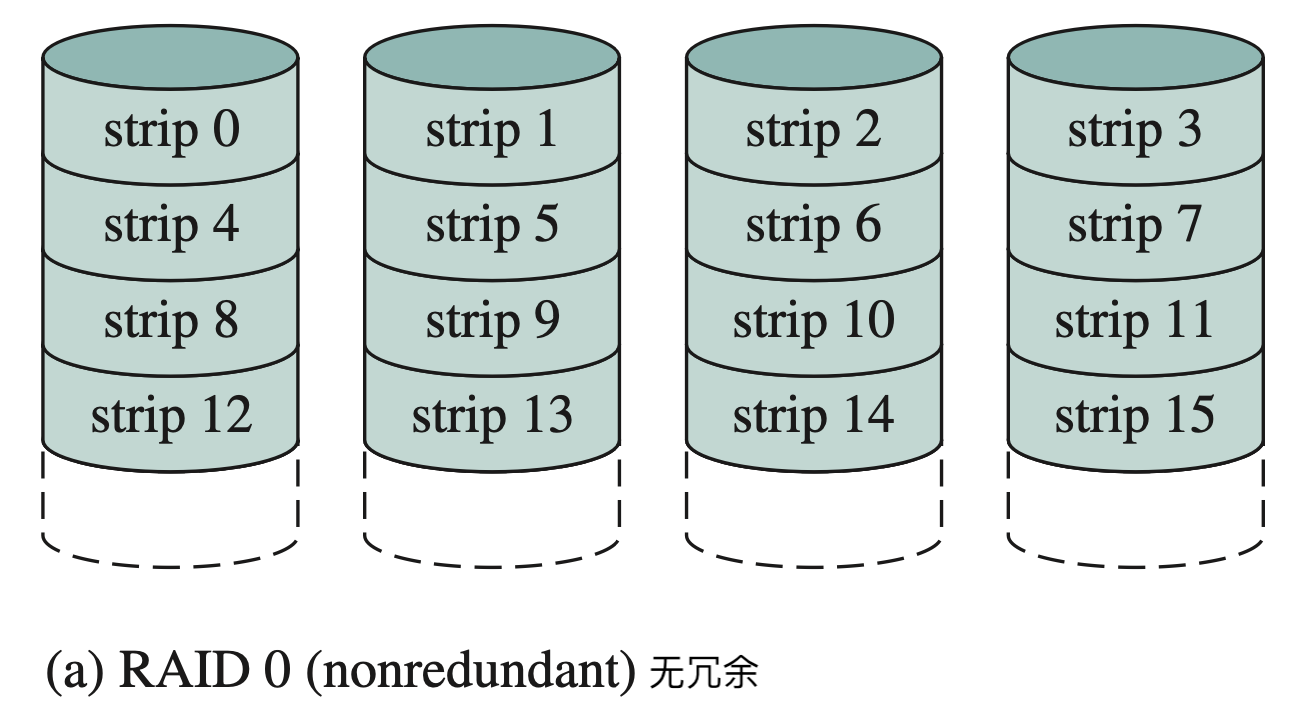 strip 0 strip 1 strip 2 strip 3
strip 4 strip 5 strip 6 strip 7
strip 8 strip 9 strip 10 strip 11
strip 12 strip 13 strip 14 strip 15
(a) RAID 0 (nonredundant) 无冗余